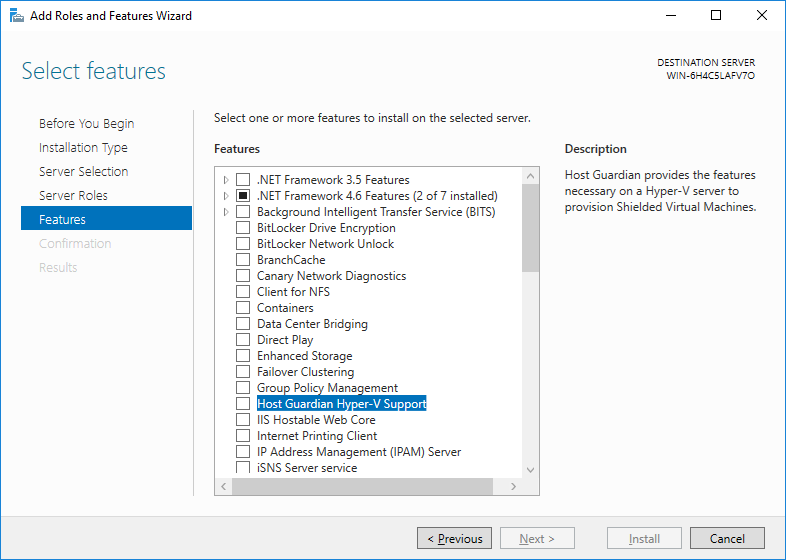 Add Roles and Features Wizard
Select features
DESTINATION SERVER
WIN-6H4C5LAFV7O
Before You Begin
Installation Type
Server Selection
Server Roles
Features
Confirmation
Results
Select one or more features to install on the selected server.
Features
.NET Framework 3.5 Features
.NET Framework 4.6 Features (2 of 7 installed)
Background Intelligent Transfer Service (BITS)
BitLocker Drive Encryption
BitLocker Network Unlock
BranchCache
Canary Network Diagnostics
Client for NFS
Containers
Data Center Bridging
Direct Play
Enhanced Storage
Failover Clustering
Group Policy Management
Host Guardian Hyper-V Support
IIS Hostable Web Core
Internet Printing Client
IP Address Management (IPAM) Server
iSNS Server service
Description
Host Guardian provides the features
necessary on a Hyper-V server to
provision Shielded Virtual Machines.
< Previous
Next >
Install
Cancel